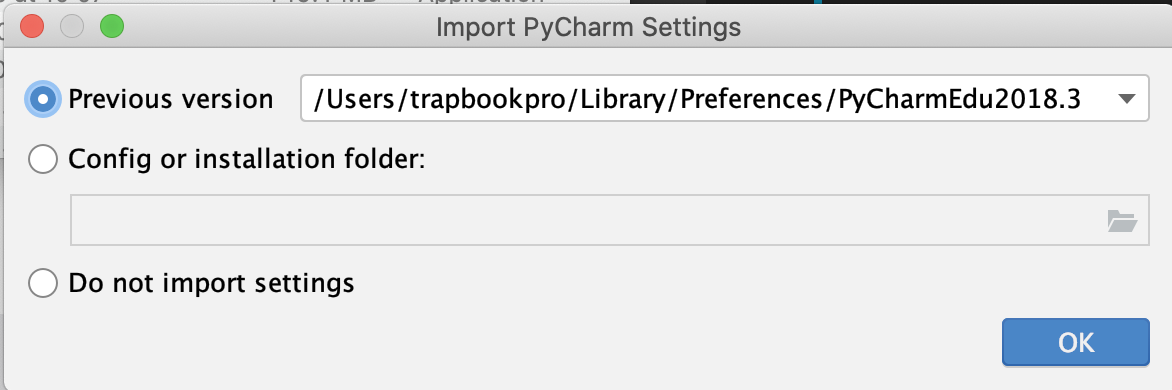 Import PyCharm Settings
Previous version /Users/trapbookpro/Library/Preferences/PyCharmEdu2018.3
Config or installation folder:
Do not import settings
OK